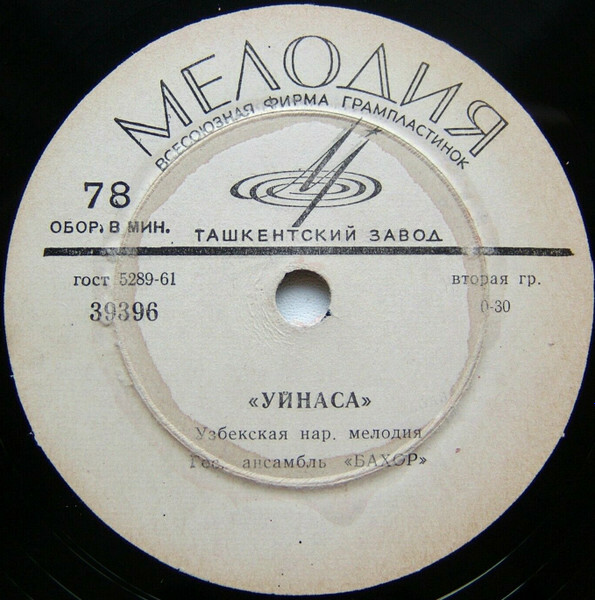 МЕЛОДИЯ
ВСЕСОЮЗНАЯ ФИРМА ГРАМПЛАСТИНОК
78
ОБОР. В МИН.
ТАШКЕНТСКИЙ ЗАВОД
гост 5289-61
вторая гр.
39396
0-30
«УЙНАСА»
Узбекская нар. мелодия
Гос. ансамбль «БАХОР»